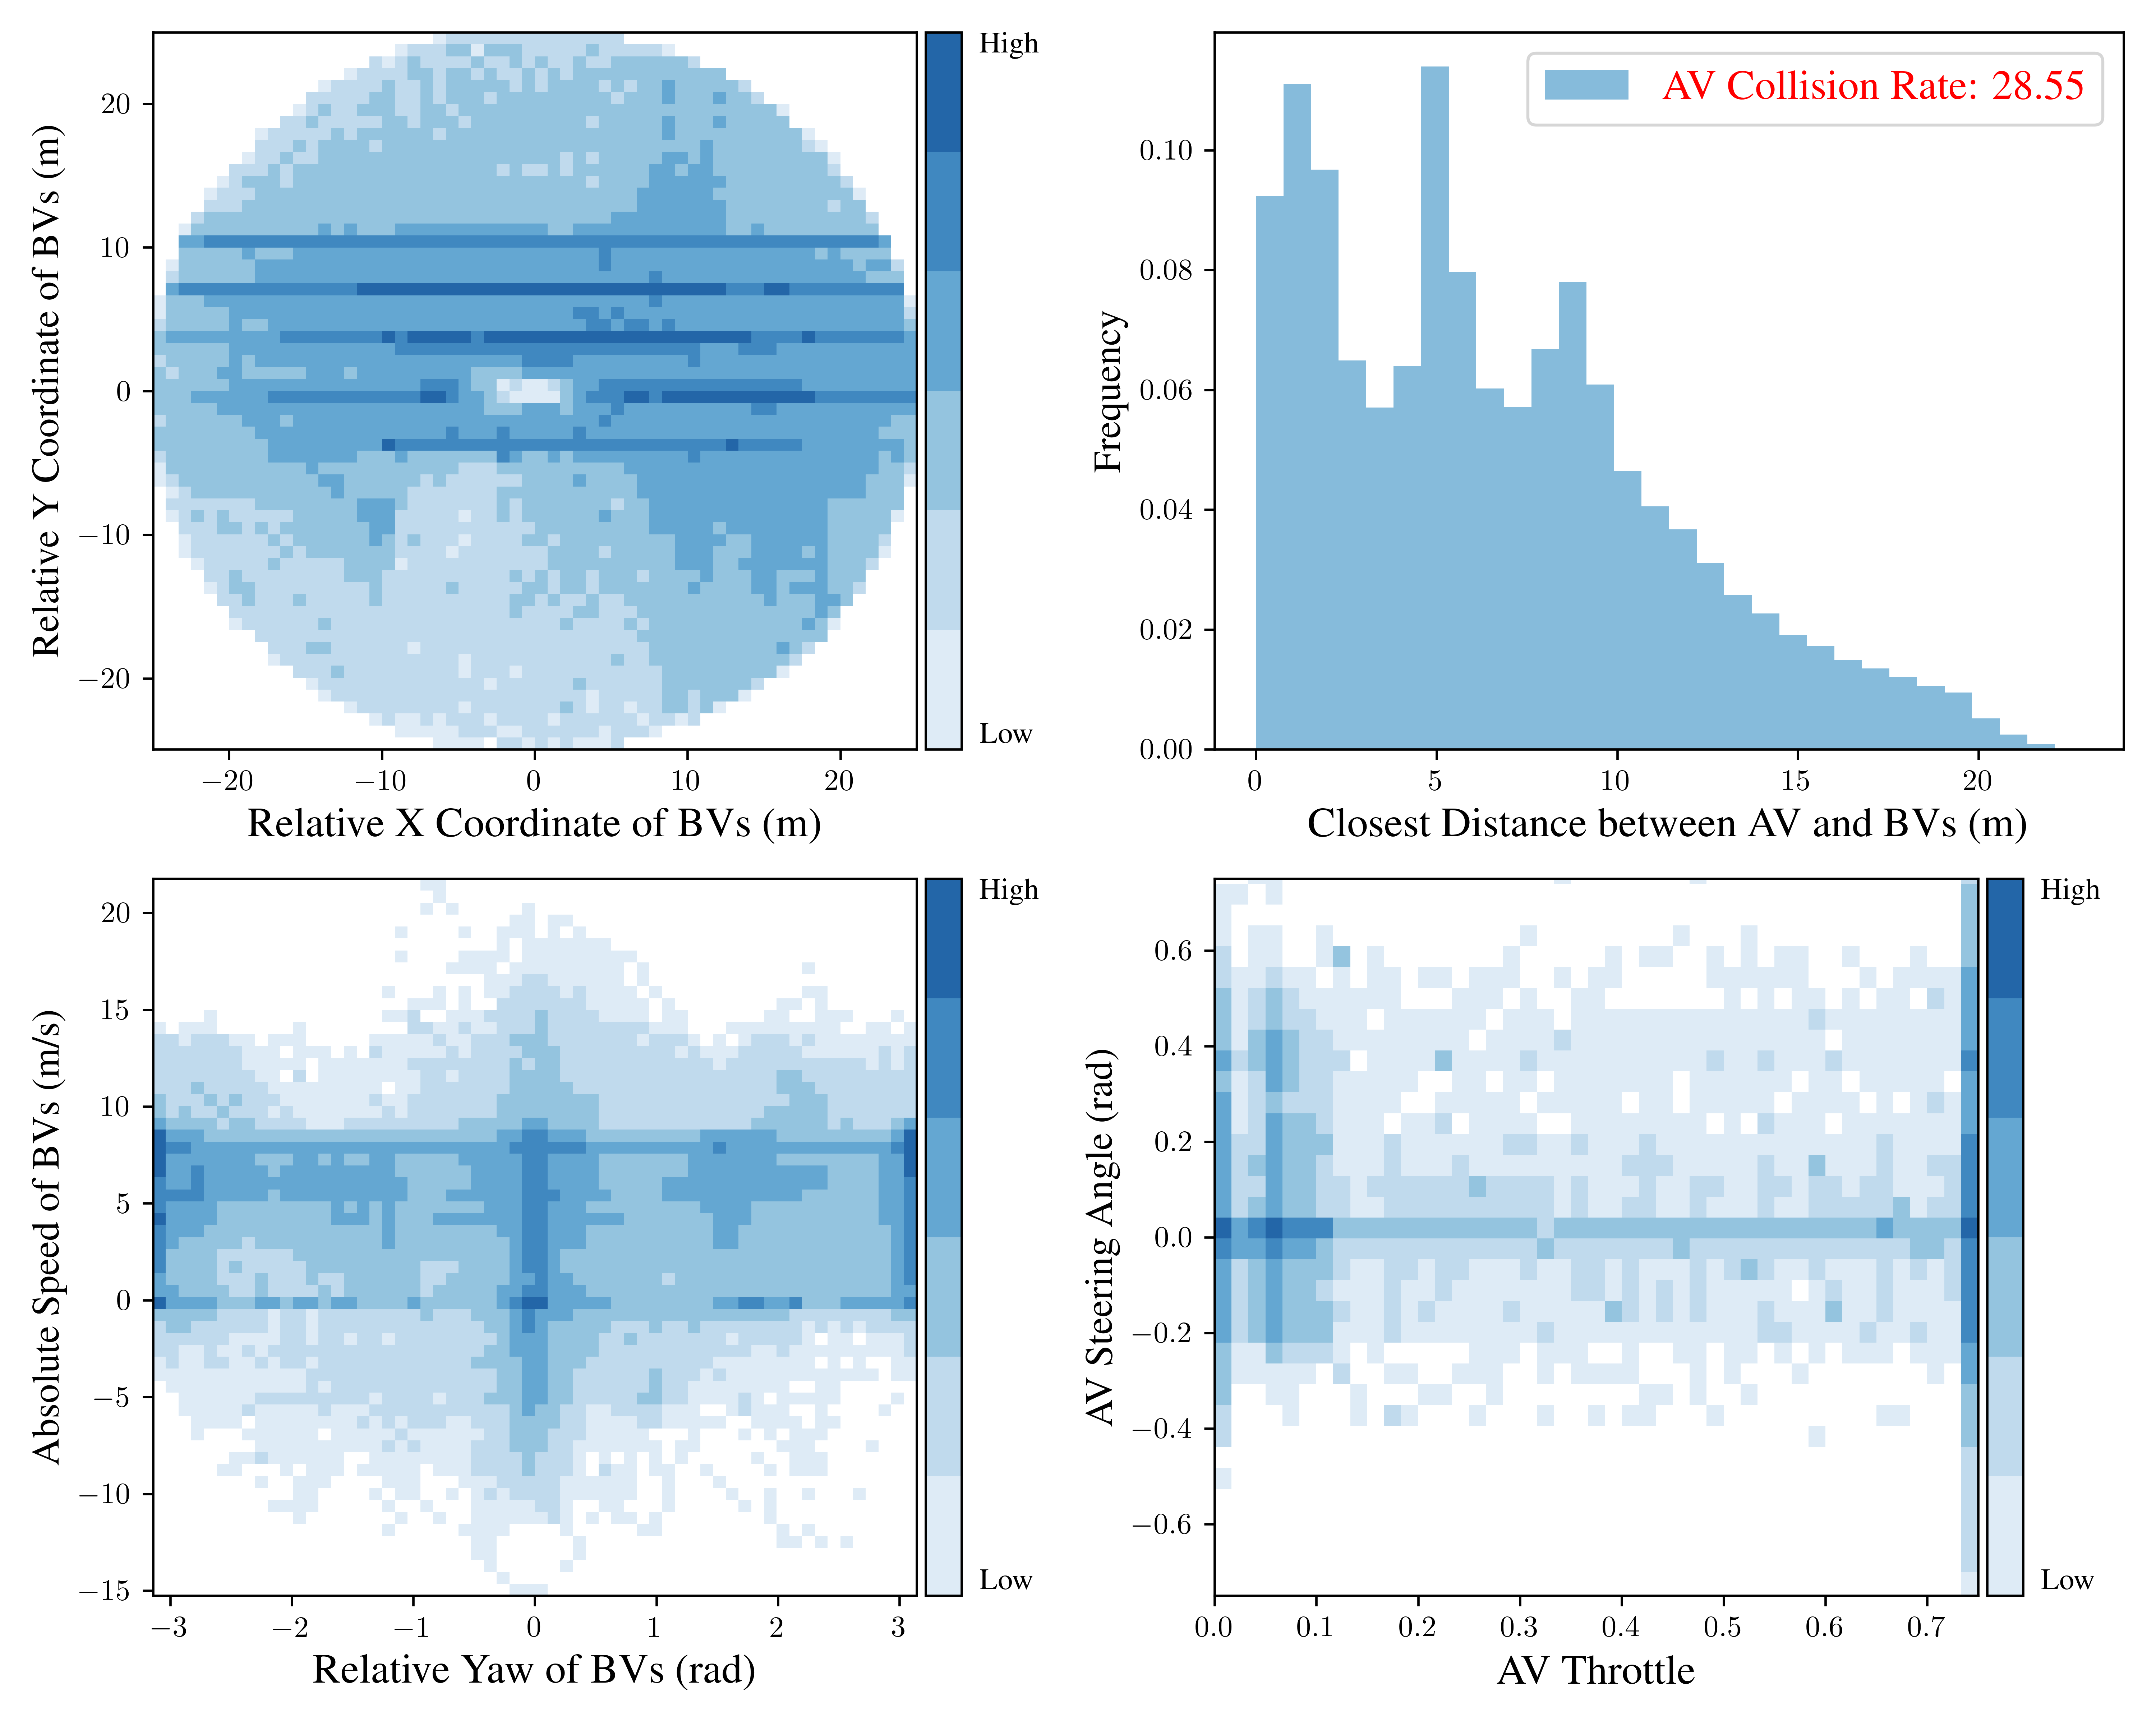 High
20
10
0
−10
−20
Relative Y Coordinate of BVs (m)
Low
−20 −10 0 10 20
Relative X Coordinate of BVs (m)
AV Collision Rate: 28.55
0.10
0.08
0.06
0.04
0.02
0.00
Frequency
0 5 10 15 20
Closest Distance between AV and BVs (m)
High
20
15
10
5
0
−5
−10
−15
Absolute Speed of BVs (m/s)
Low
−3 −2 −1 0 1 2 3
Relative Yaw of BVs (rad)
High
0.6
0.4
0.2
0.0
−0.2
−0.4
−0.6
AV Steering Angle (rad)
Low
0.0 0.1 0.2 0.3 0.4 0.5 0.6 0.7
AV Throttle